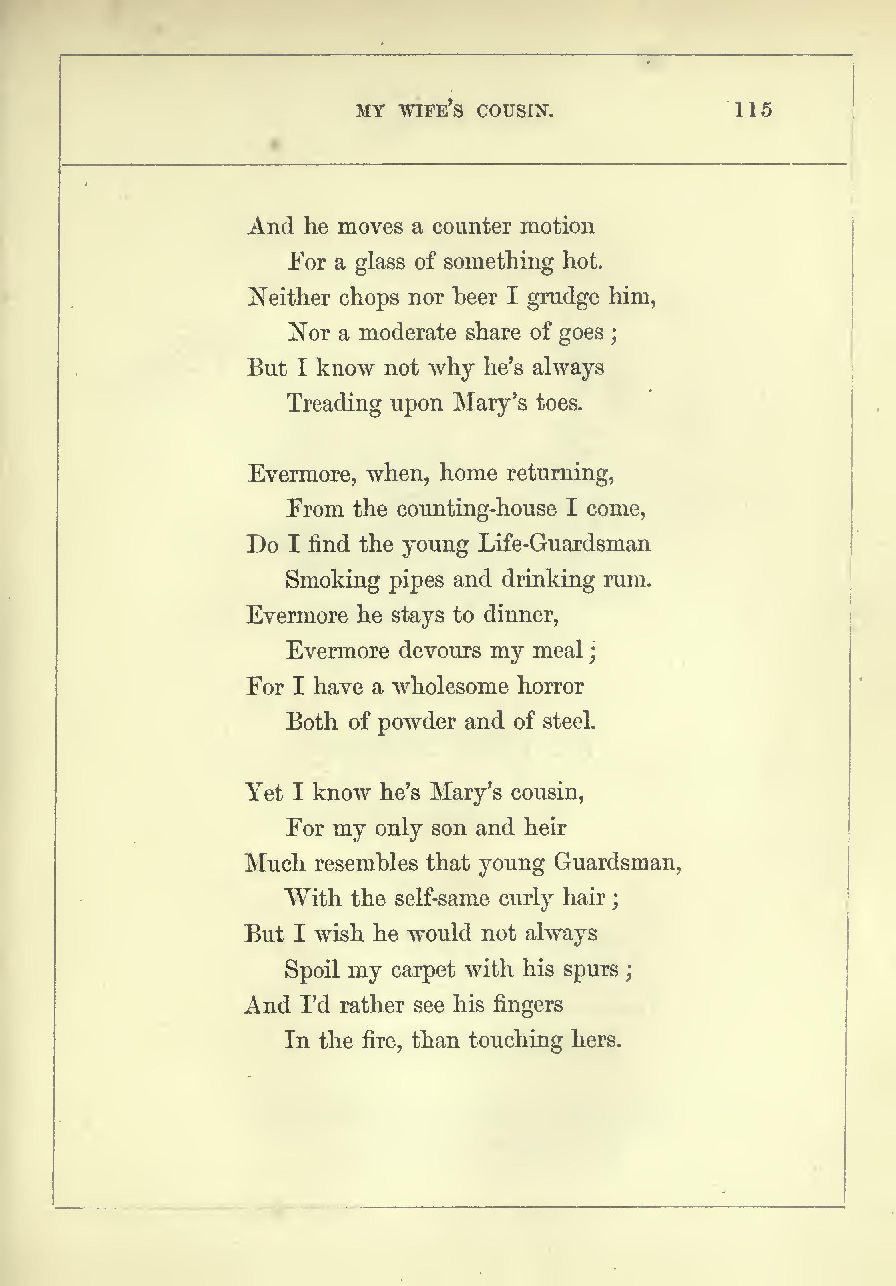 MY WIFE'S COUSIN. 115
And he moves a counter motion
For a glass of something hot.
Neither chops nor beer I grudge him,
Nor a moderate share of goes;
But I know not why he's always
Treading upon Mary's toes.
Evermore, when, home returning,
From the counting-house I come,
Do I find the young Life-Guardsman
Smoking pipes and drinking rum.
Evermore he stays to dinner,
Evermore devours my meal;
For I have a wholesome horror
Both of powder and of steel.
Yet I know he's Mary's cousin,
For my only son and heir
Much resembles that young Guardsman,
With the self-same curly hair;
But I wish he would not always
Spoil my carpet with his spurs;
And I'd rather see his fingers
In the fire, than touching hers.